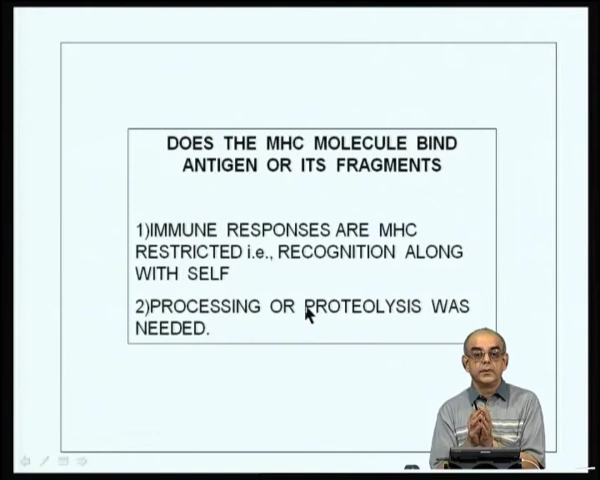 DOES THE MHC MOLECULE BIND
ANTIGEN OR ITS FRAGMENTS
1)IMMUNE RESPONSES ARE MHC
RESTRICTED i.e., RECOGNITION ALONG
WITH SELF
2)PROCESSING OR PROTEOLYSIS WAS
NEEDED.